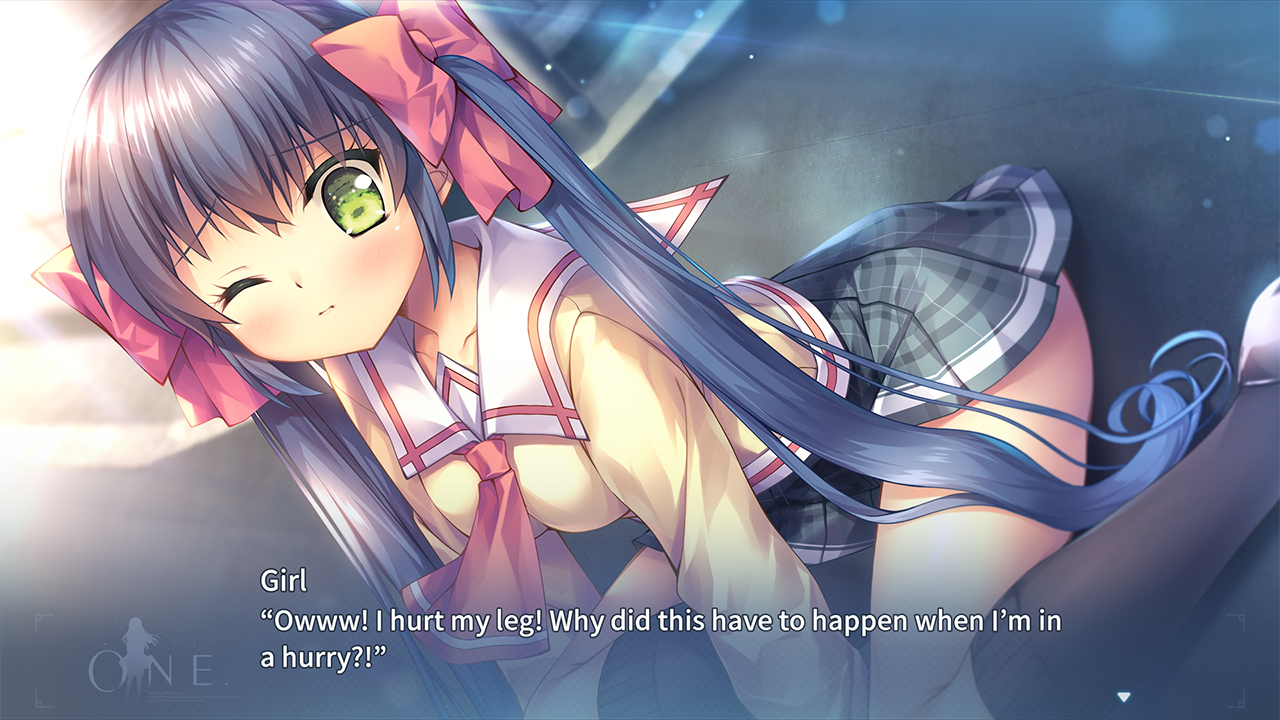 Girl
“Owww! I hurt my leg! Why did this have to happen when I’m in
a hurry?!”
ONE.